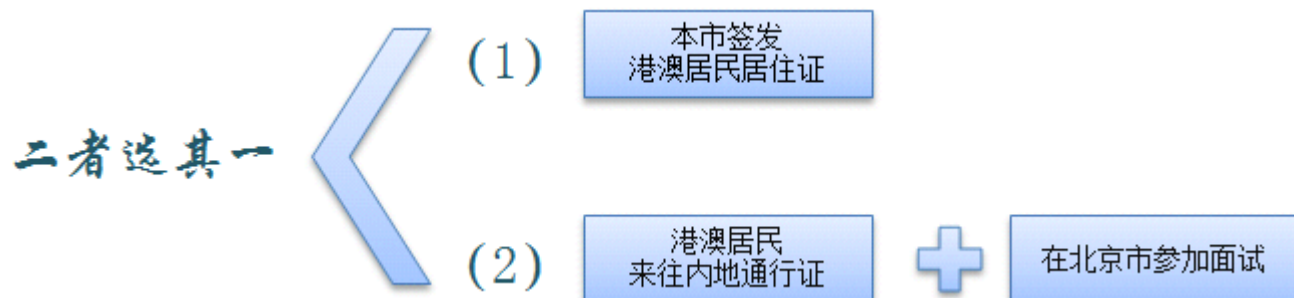 二者选其一
(1)
本市签发
港澳居民居住证
(2)
港澳居民
来往内地通行证
在北京市参加面试